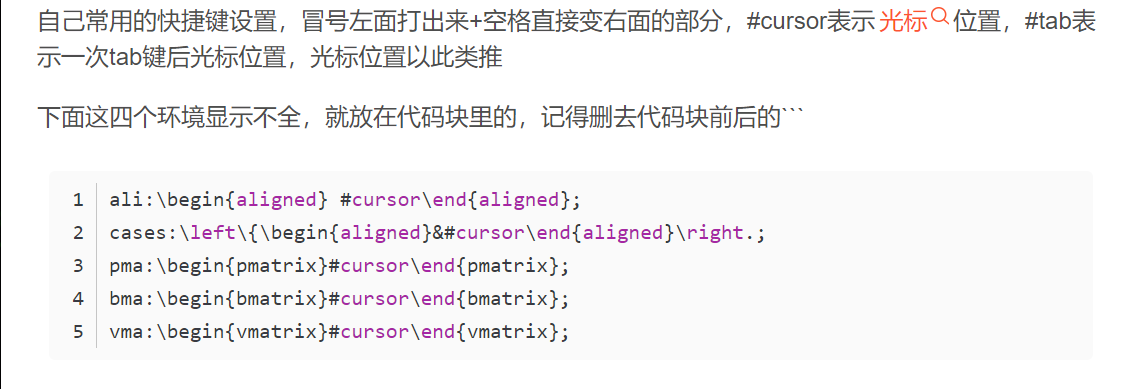 自己常用的快捷键设置，冒号左面打出来+空格直接变右面的部分，#cursor表示 光标 位置，#tab表
示一次tab键后光标位置，光标位置以此类推
下面这四个环境显示不全，就放在代码块里的，记得删去代码块前后的```
1 ali:\begin{aligned} #cursor\end{aligned};
2 cases:\left\{\begin{aligned}&#cursor\end{aligned}\right.;
3 pma:\begin{pmatrix}#cursor\end{pmatrix};
4 bma:\begin{bmatrix}#cursor\end{bmatrix};
5 vma:\begin{vmatrix}#cursor\end{vmatrix};